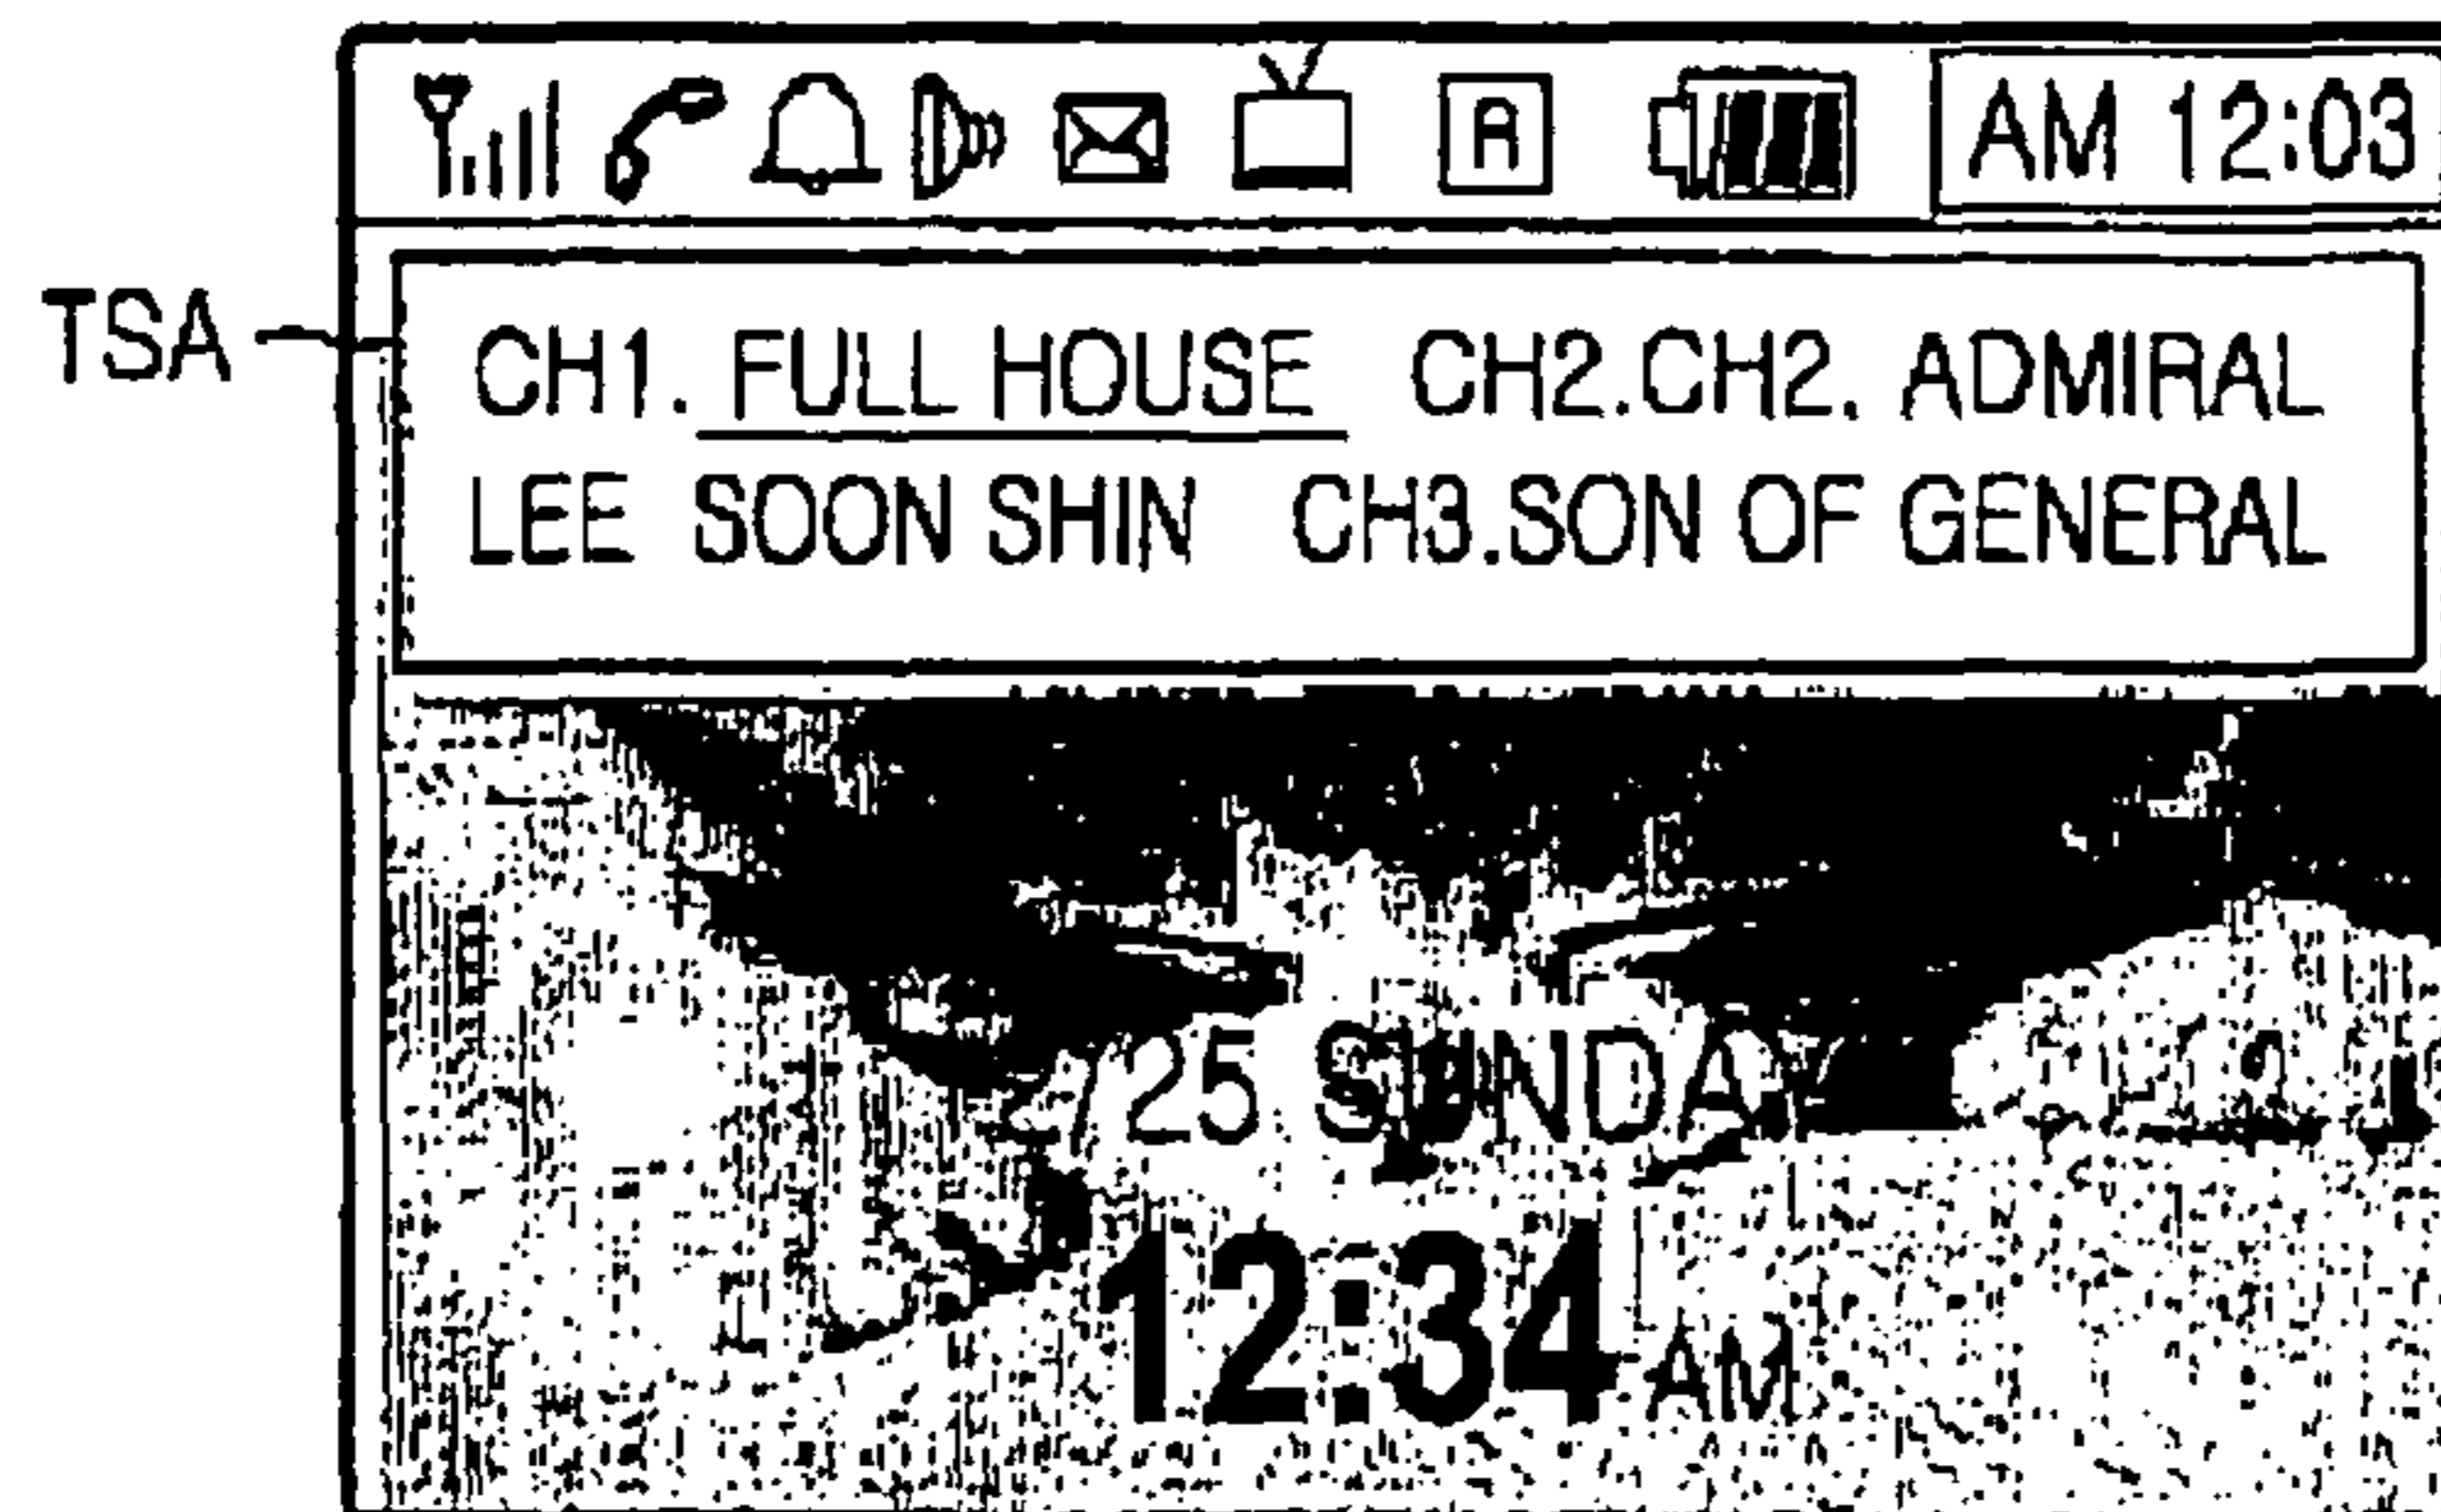 A AM 12:03
TSA
CH1. FULL HOUSE CH2.CH2. ADMIRAL
LEE SOON SHIN CH3.SON OF GENERAL
2/25 SUNDAY
12:34 AM